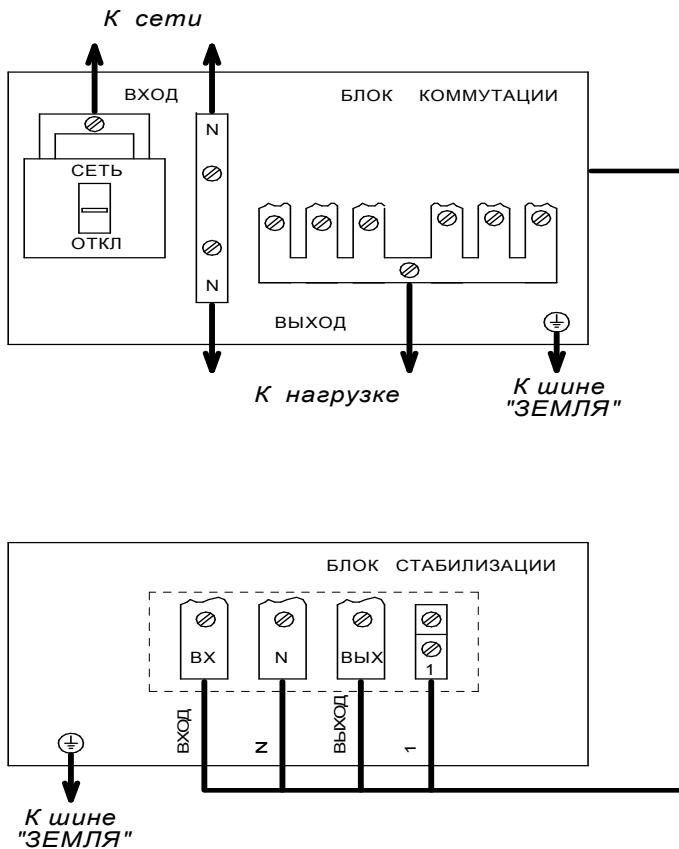 К сети
ВХОД
БЛОК КОММУТАЦИИ
N
СЕТЬ
ОТКЛ
N
ВЫХОД
К нагрузке
К шине
"ЗЕМЛЯ"
БЛОК СТАБИЛИЗАЦИИ
ВХ
N
ВЫХ
1
ВХОД
N
ВЫХОД
1
К шине
"ЗЕМЛЯ"